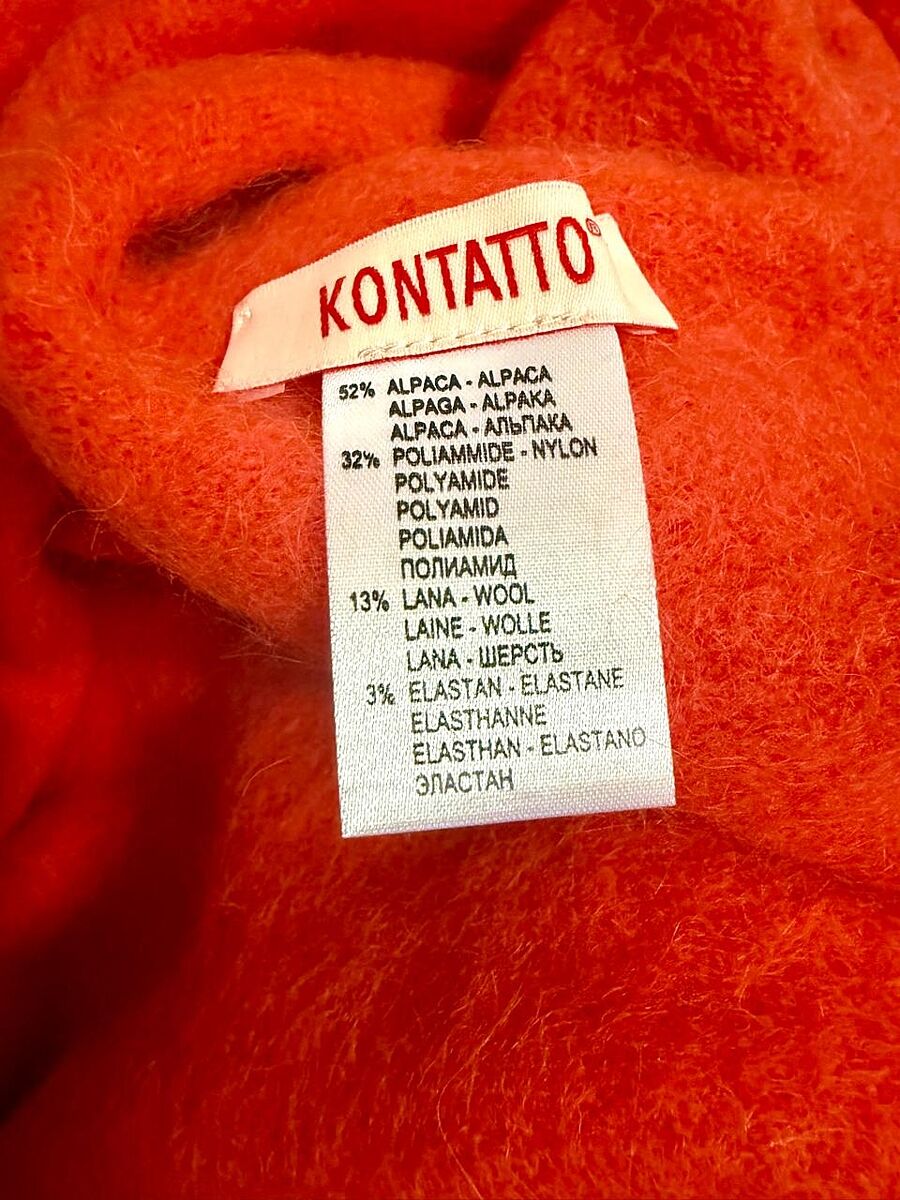 KONTATTO®
52% ALPACA - ALPACA
ALPAGA - ALPAKA
ALPACA - АЛЬПАКА
32% POLIAMMIDE - NYLON
POLYAMIDE
POLYAMID
POLIAMIDA
ПОЛИАМИД
13% LANA - WOOL
LAINE - WOLLE
LANA - ШЕРСТЬ
3% ELASTAN - ELASTANE
ELASTHANNE
ELASTHAN - ELASTANO
ЭЛАСТАН